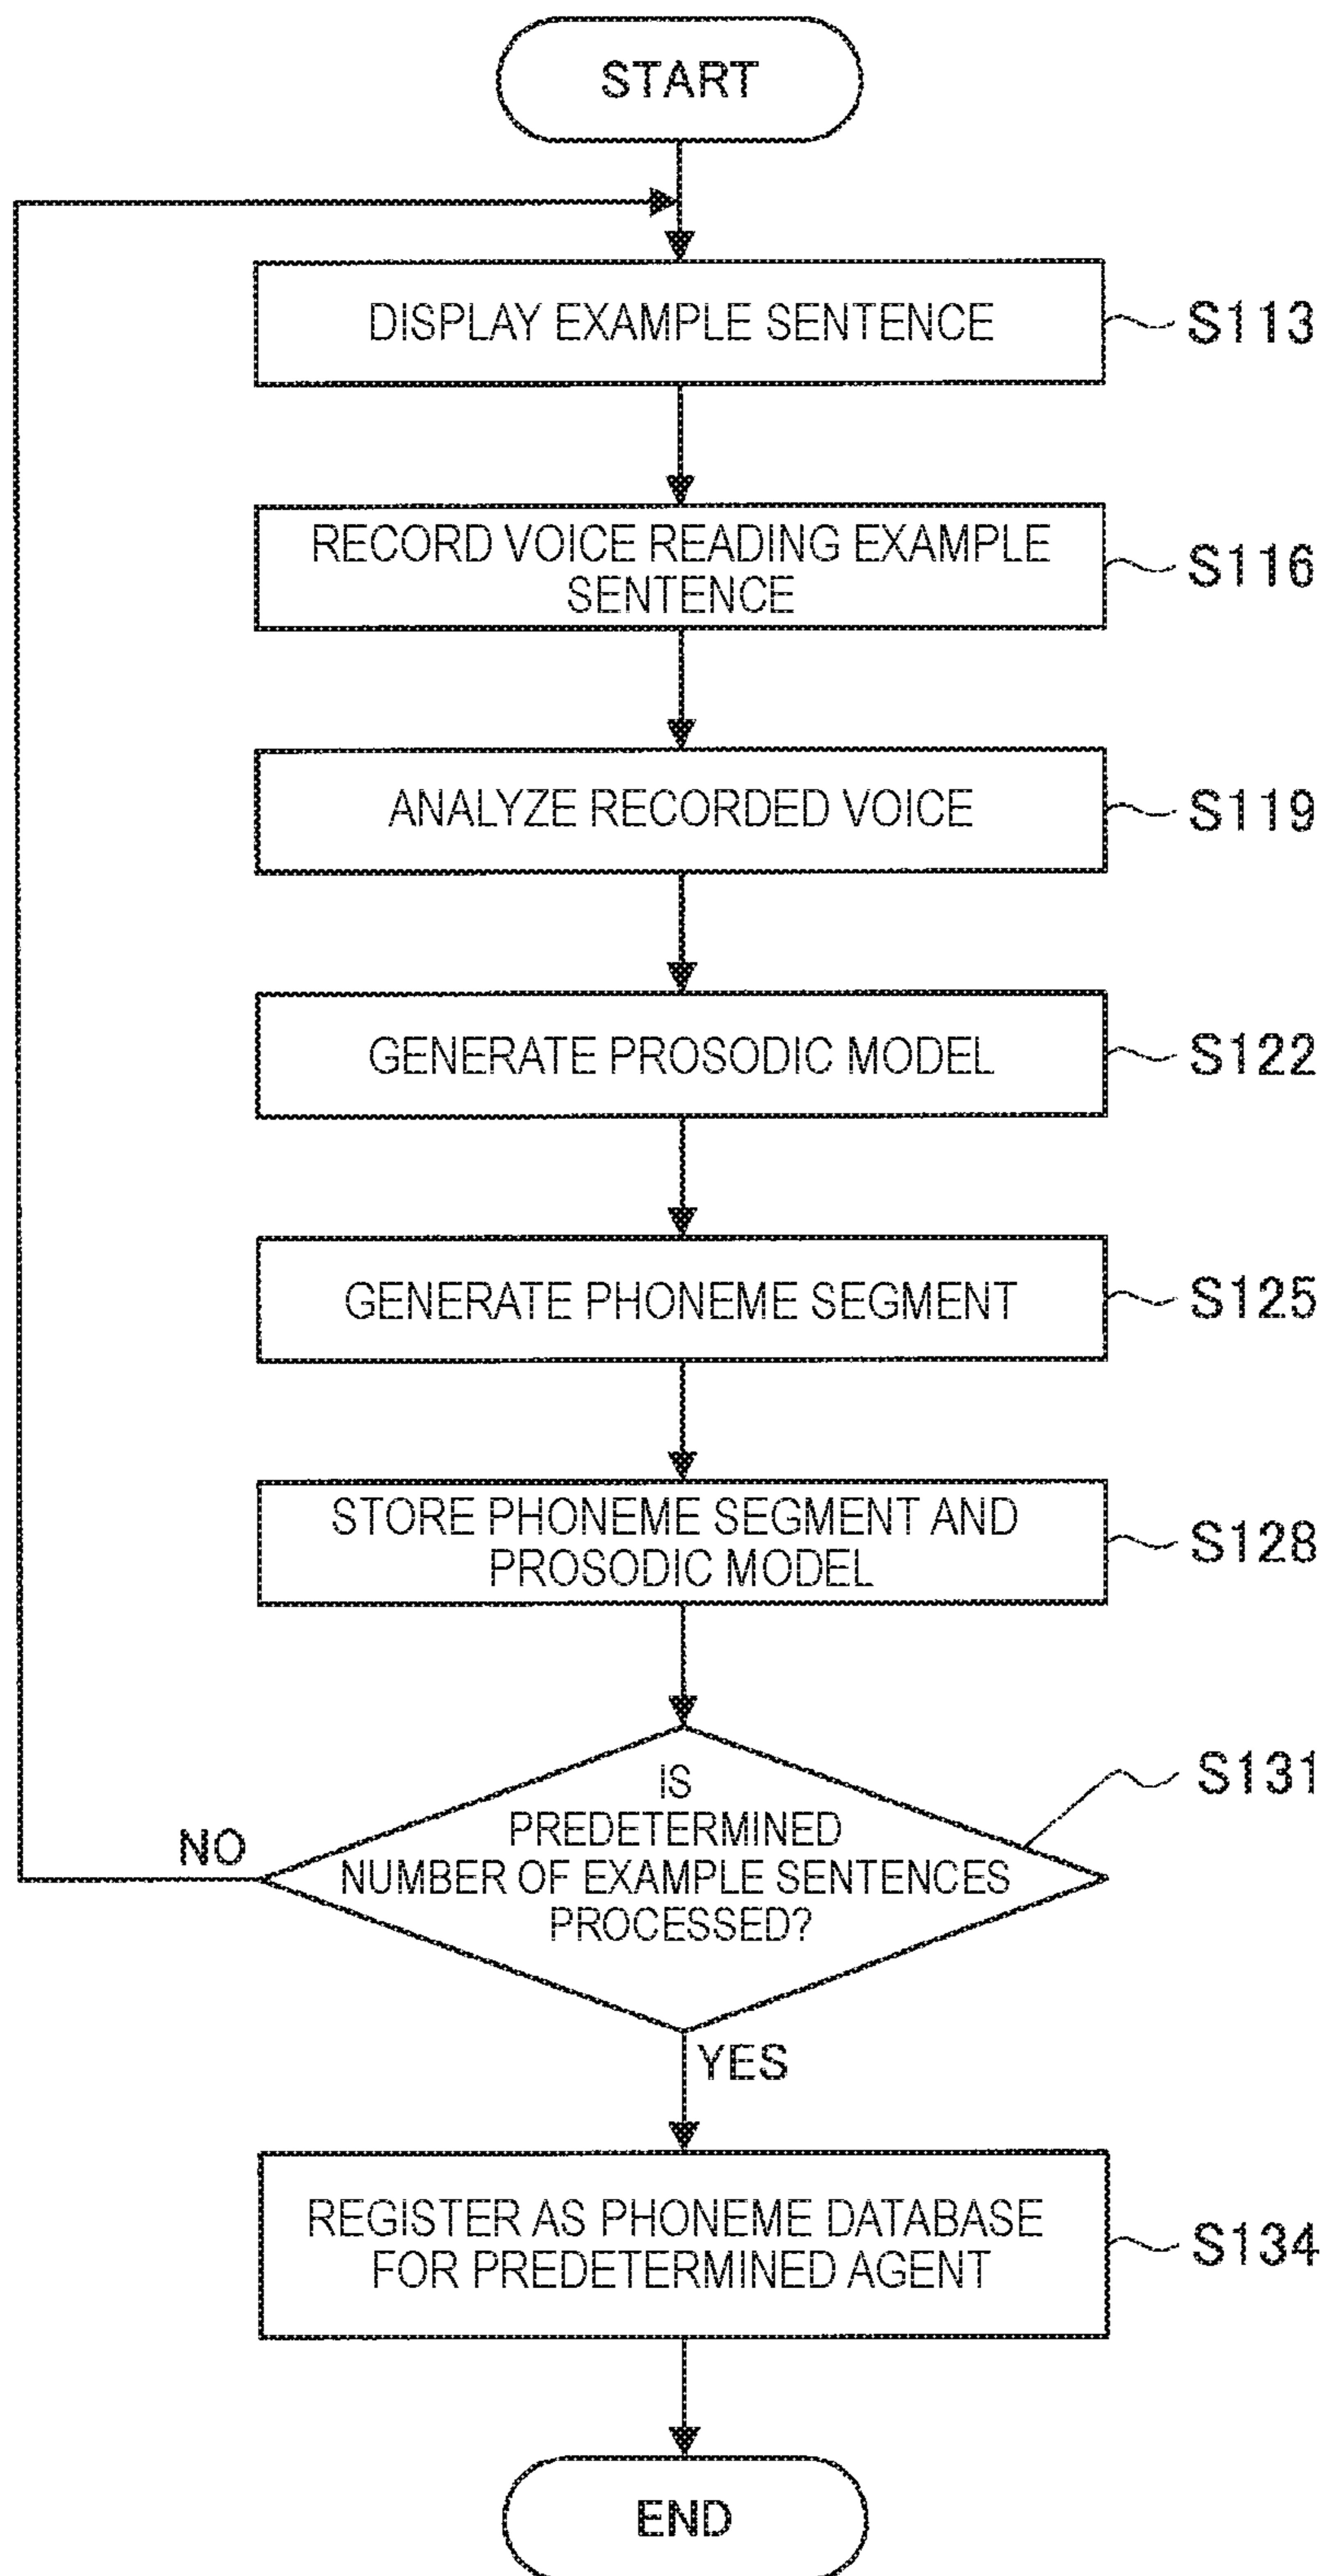 START
DISPLAY EXAMPLE SENTENCE
S113
RECORD VOICE READING EXAMPLE
SENTENCE
S116
ANALYZE RECORDED VOICE
S119
GENERATE PROSODIC MODEL
S122
GENERATE PHONEME SEGMENT
S125
STORE PHONEME SEGMENT AND
PROSODIC MODEL
S128
IS
PREDETERMINED
NUMBER OF EXAMPLE SENTENCES
PROCESSED?
S131
NO
YES
REGISTER AS PHONEME DATABASE
FOR PREDETERMINED AGENT
S134
END